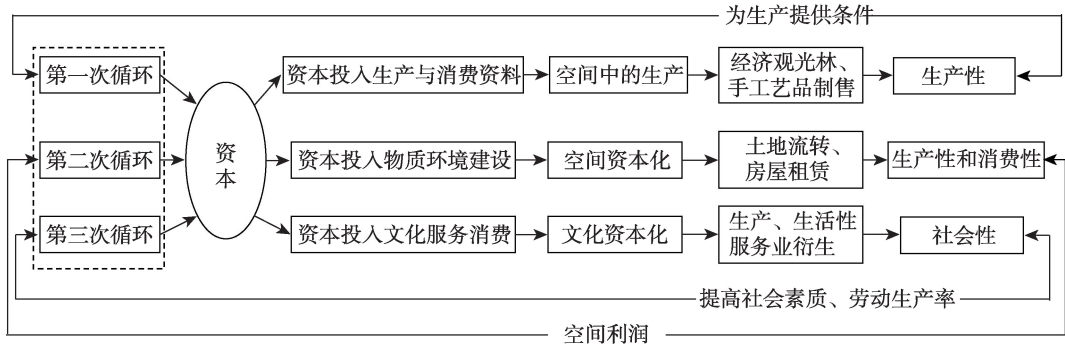 为生产提供条件
第一次循环
资本投入生产与消费资料
空间中的生产
经济观光林、
手工艺品制售
生产性
资
本
第二次循环
资本投入物质环境建设
空间资本化
土地流转、
房屋租赁
生产性和消费性
第三次循环
资本投入文化服务消费
文化资本化
生产、生活性
服务业衍生
社会性
提高社会素质、劳动生产率
空间利润